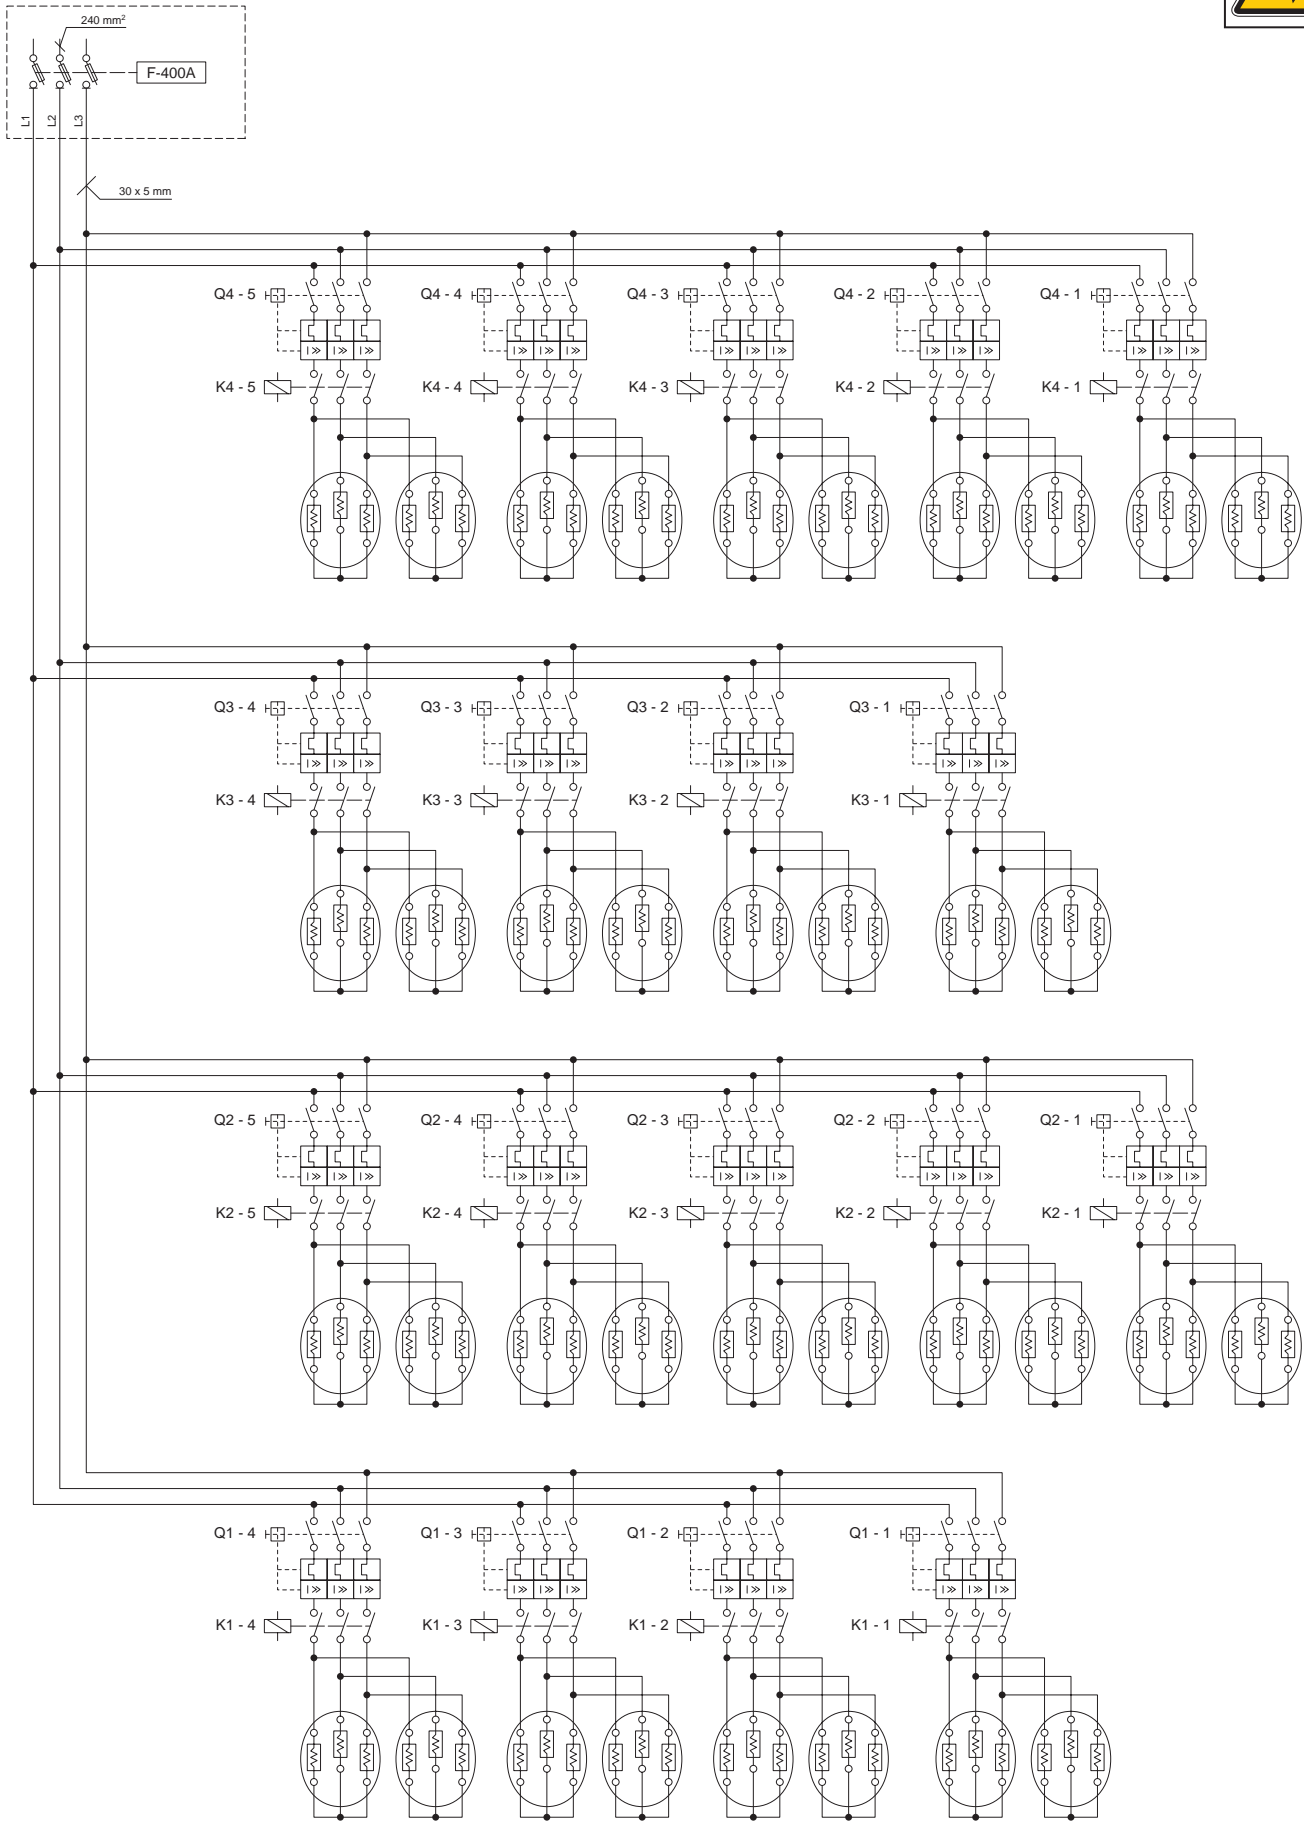 240 mm²
F-400A
L1 L2 L3
30 x 5 mm
Q4 - 5 Q4 - 4 Q4 - 3 Q4 - 2 Q4 - 1
I≫ I≫ I≫ I≫ I≫ I≫ I≫ I≫ I≫ I≫ I≫ I≫ I≫ I≫ I≫
K4 - 5 K4 - 4 K4 - 3 K4 - 2 K4 - 1
Q3 - 4 Q3 - 3 Q3 - 2 Q3 - 1
I≫ I≫ I≫ I≫ I≫ I≫ I≫ I≫ I≫ I≫ I≫ I≫
K3 - 4 K3 - 3 K3 - 2 K3 - 1
Q2 - 5 Q2 - 4 Q2 - 3 Q2 - 2 Q2 - 1
I≫ I≫ I≫ I≫ I≫ I≫ I≫ I≫ I≫ I≫ I≫ I≫ I≫ I≫ I≫
K2 - 5 K2 - 4 K2 - 3 K2 - 2 K2 - 1
Q1 - 4 Q1 - 3 Q1 - 2 Q1 - 1
I≫ I≫ I≫ I≫ I≫ I≫ I≫ I≫ I≫ I≫ I≫ I≫
K1 - 4 K1 - 3 K1 - 2 K1 - 1